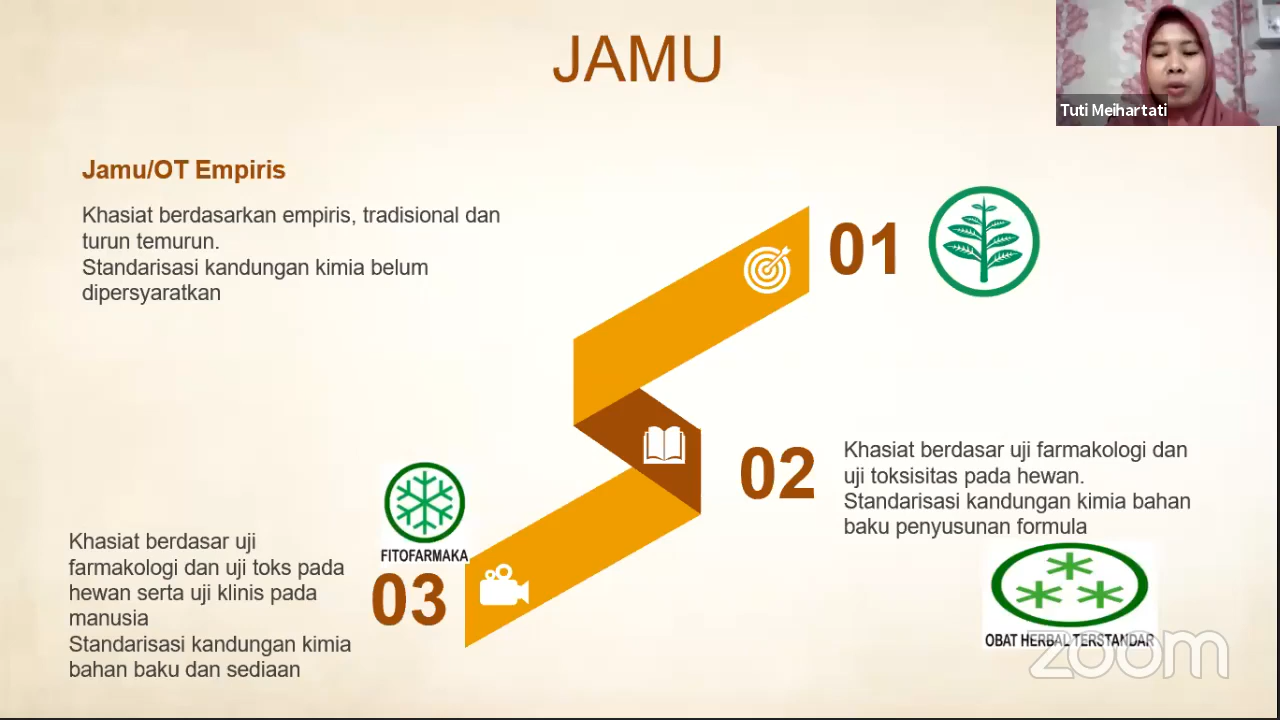 JAMU
Tuti Meihartati
Jamu/OT Empiris
Khasiat berdasarkan empiris, tradisional dan
turun temurun.
Standarisasi kandungan kimia belum
dipersyaratkan
01
02
Khasiat berdasar uji farmakologi dan
uji toksisitas pada hewan.
Standarisasi kandungan kimia bahan
baku penyusunan formula
OBAT HERBAL TERSTANDAR
FITOFARMAKA
03
Khasiat berdasar uji
farmakologi dan uji toks pada
hewan serta uji klinis pada
manusia
Standarisasi kandungan kimia
bahan baku dan sediaan
zoom